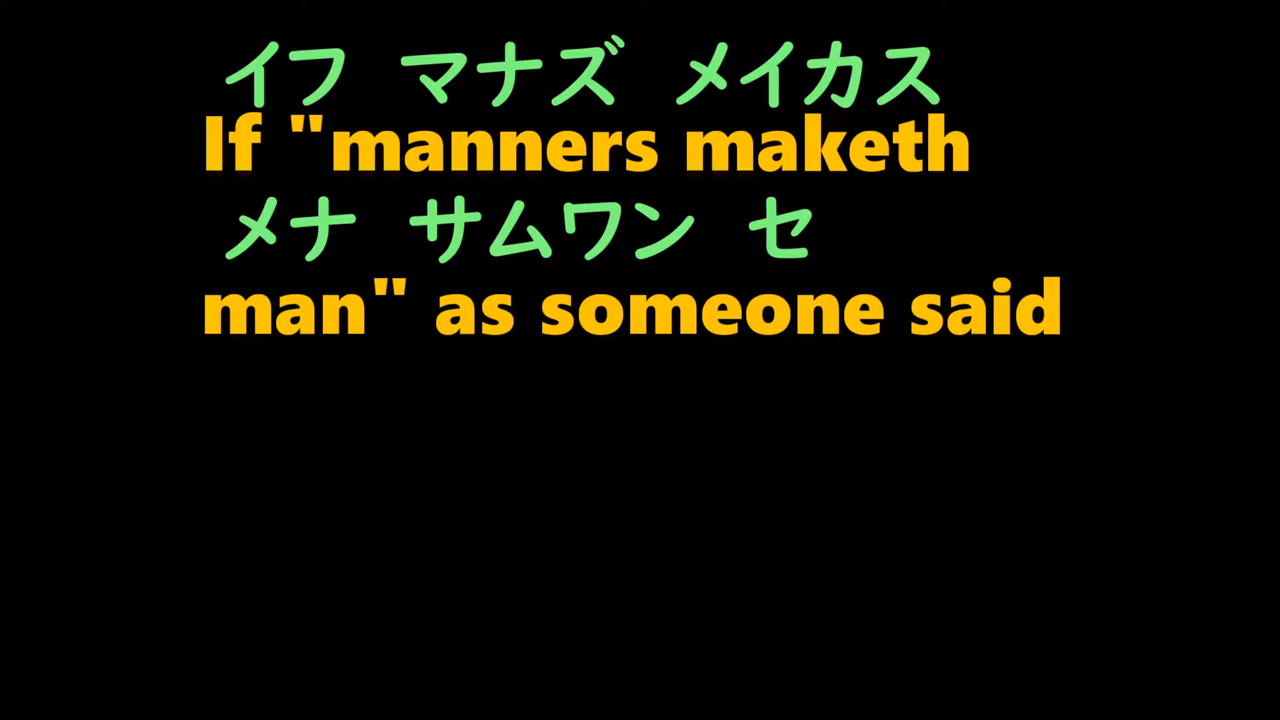 イフ マナズ メイカス
If "manners maketh
メナ サムワン セ
man" as someone said